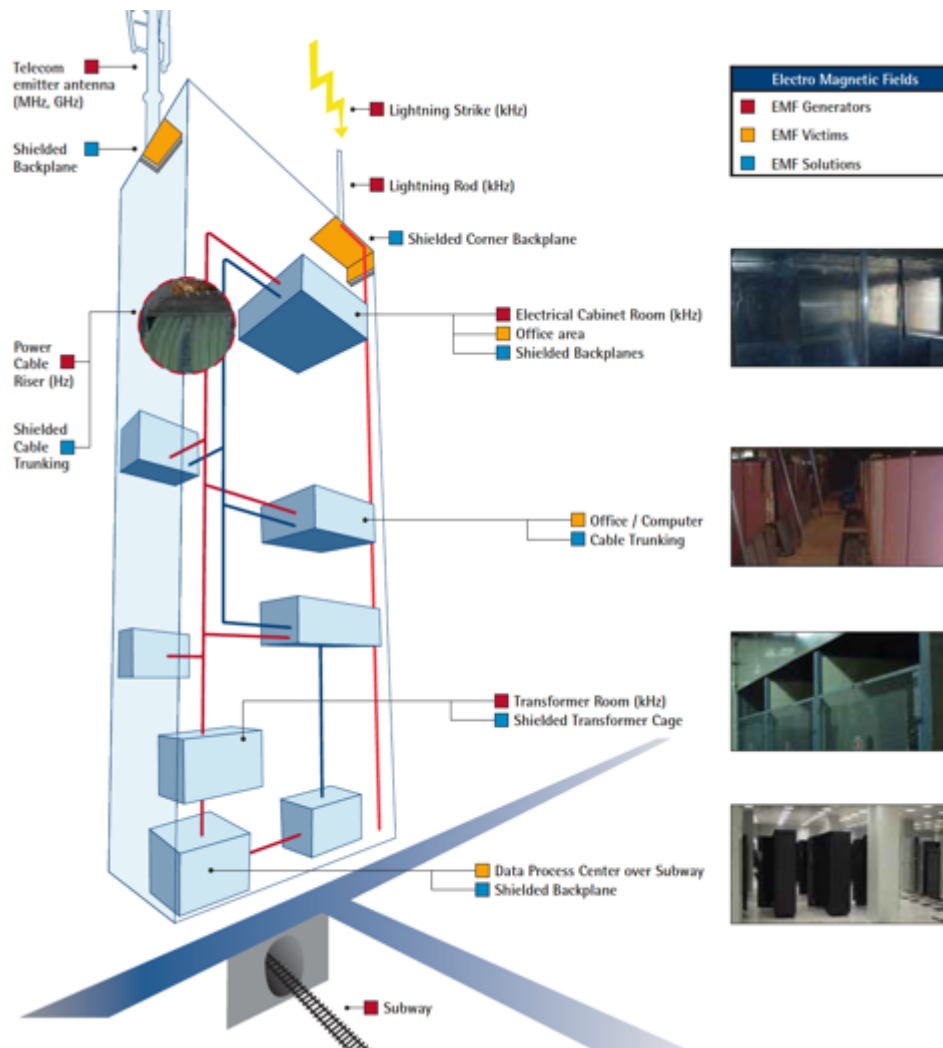 Telecom
emitter antenna
(MHz, GHz)
Shielded
Backplane
Lightning Strike (kHz)
Lightning Rod (kHz)
Shielded Corner Backplane
Electro Magnetic Fields
EMF Generators
EMF Victims
EMF Solutions
Power
Cable
Riser (Hz)
Shielded
Cable
Trunking
Electrical Cabinet Room (kHz)
Office area
Shielded Backplanes
Office / Computer
Cable Trunking
Transformer Room (kHz)
Shielded Transformer Cage
Data Process Center over Subway
Shielded Backplane
Subway